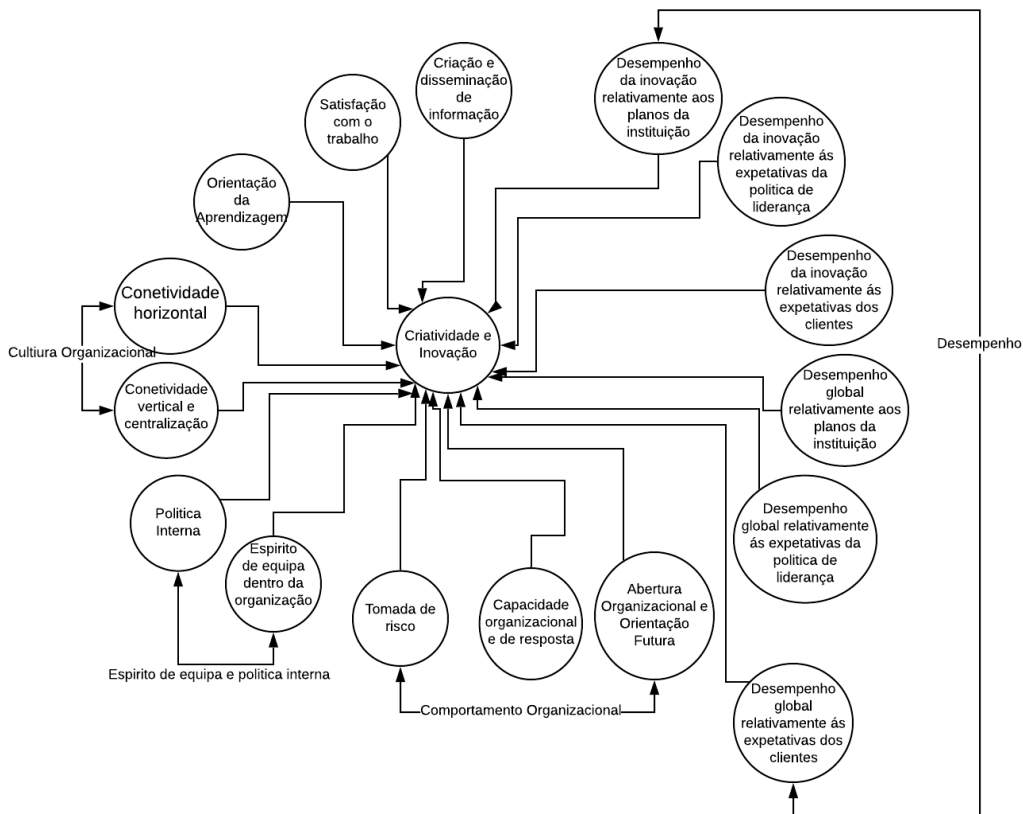 Criação e
disseminação
de
informação
Satisfação
com o
trabalho
Orientação
da
Aprendizagem
Desempenho
da inovação
relativamente aos
planos da
instituição
Desempenho
da inovação
relativamente ás
expetativas da
politica de
liderança
Desempenho
da inovação
relativamente ás
expetativas dos
clientes
Conetividade
horizontal
Cultiura Organizacional
Conetividade
vertical e
centralização
Criatividade e
Inovação
Desempenho
Desempenho
global
relativamente aos
planos da
instituição
Politica
Interna
Espirito
de equipa
dentro da
organização
Espirito de equipa e politica interna
Tomada de
risco
Capacidade
organizacional
e de resposta
Abertura
Organizacional e
Orientação
Futura
Comportamento Organizacional
Desempenho
global relativamente
ás expetativas da
politica de
liderança
Desempenho
global
relativamente ás
expetativas dos
clientes